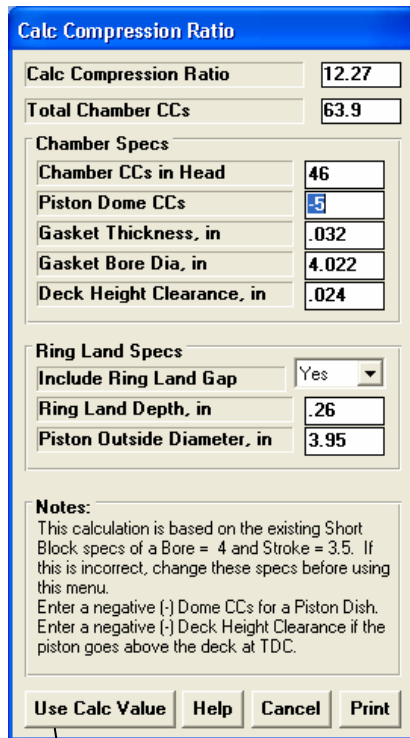 Calc Compression Ratio
Calc Compression Ratio 12.27
Total Chamber CCs 63.9
Chamber Specs
Chamber CCs in Head 46
Piston Dome CCs -5
Gasket Thickness, in .032
Gasket Bore Dia, in 4.022
Deck Height Clearance, in .024
Ring Land Specs
Include Ring Land Gap Yes
Ring Land Depth, in .26
Piston Outside Diameter, in 3.95
Notes:
This calculation is based on the existing Short
Block specs of a Bore = 4 and Stroke = 3.5. If
this is incorrect, change these specs before using
this menu.
Enter a negative (-) Dome CCs for a Piston Dish.
Enter a negative (-) Deck Height Clearance if the
piston goes above the deck at TDC.
Use Calc Value Help Cancel Print